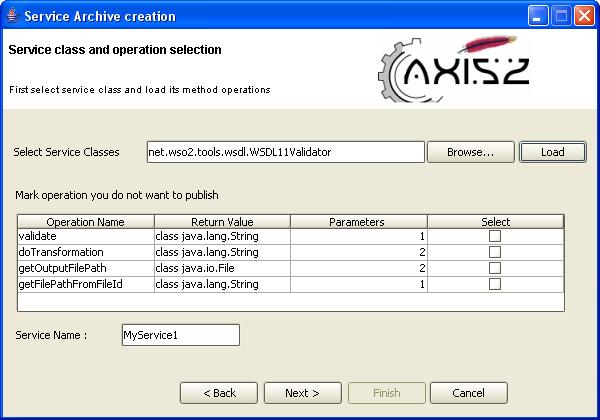 Service Archive creation
Service class and operation selection
First select service class and load its method operations
AXIS2
Select Service Classes net.wso2.tools.wsdl.WSDL11Validator Browse... Load
Mark operation you do not want to publish
Operation Name Return Value Parameters Select
validate class java.lang.String 1
doTransformation class java.lang.String 2
getOutputFilePath class java.io.File 2
getFilePathFromFileId class java.lang.String 1
Service Name : MyService1
< Back Next > Finish Cancel